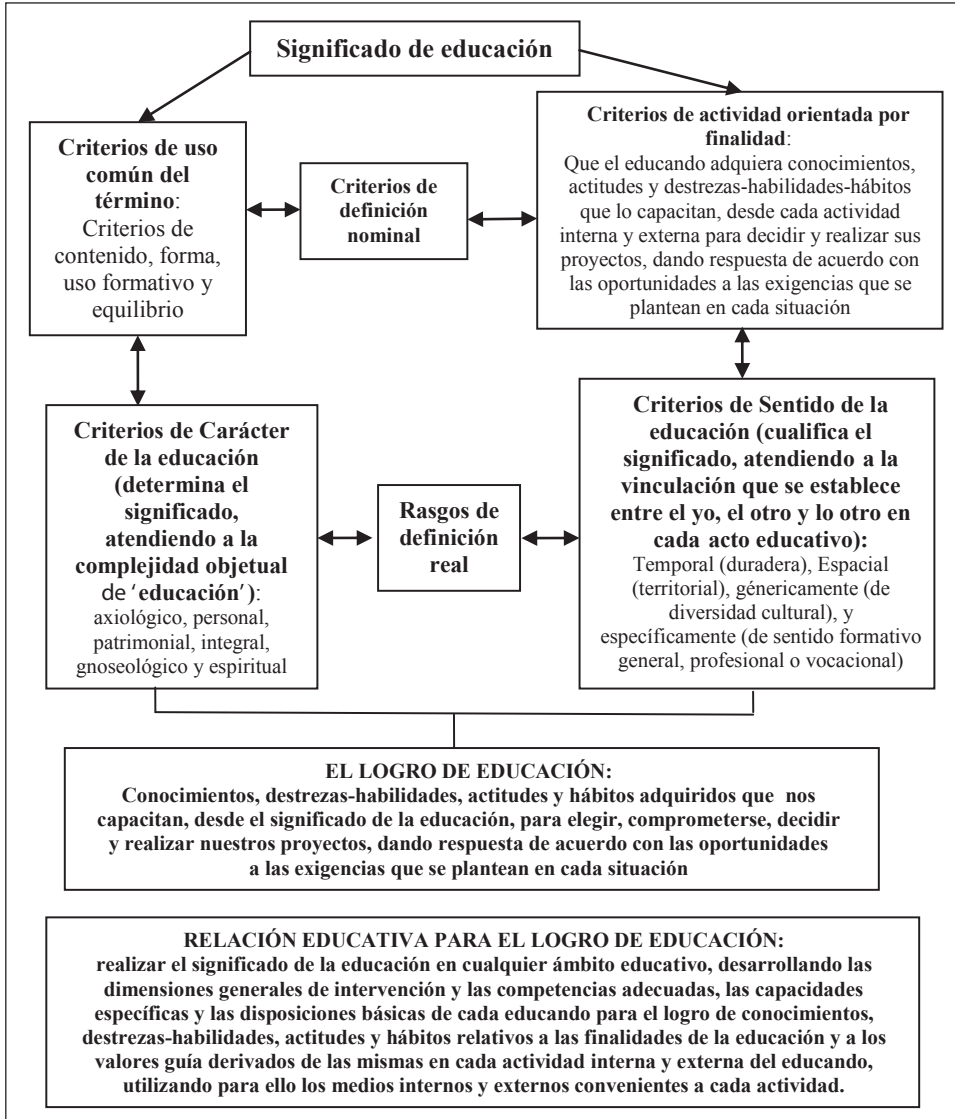 Significado de educación
Criterios de uso
común del
término:
Criterios de
contenido, forma,
uso formativo y
equilibrio
Criterios de
definición
nominal
Criterios de actividad orientada por
finalidad:
Que el educando adquiera conocimientos,
actitudes y destrezas-habilidades-hábitos
que lo capacitan, desde cada actividad
interna y externa para decidir y realizar sus
proyectos, dando respuesta de acuerdo con
las oportunidades a las exigencias que se
plantean en cada situación
Criterios de Carácter
de la educación
(determina el
significado,
atendiendo a la
complejidad objetual
de ‘educación’):
axiológico, personal,
patrimonial, integral,
gnoseológico y espiritual
Rasgos de
definición
real
Criterios de Sentido de la
educación (cualifica el
significado, atendiendo a la
vinculación que se establece
entre el yo, el otro y lo otro en
cada acto educativo):
Temporal (duradera), Espacial
(territorial), génericamente (de
diversidad cultural), y
específicamente (de sentido formativo
general, profesional o vocacional)
EL LOGRO DE EDUCACIÓN:
Conocimientos, destrezas-habilidades, actitudes y hábitos adquiridos que nos
capacitan, desde el significado de la educación, para elegir, comprometerse, decidir
y realizar nuestros proyectos, dando respuesta de acuerdo con las oportunidades
a las exigencias que se plantean en cada situación
RELACIÓN EDUCATIVA PARA EL LOGRO DE EDUCACIÓN:
realizar el significado de la educación en cualquier ámbito educativo, desarrollando las
dimensiones generales de intervención y las competencias adecuadas, las capacidades
específicas y las disposiciones básicas de cada educando para el logro de conocimientos,
destrezas-habilidades, actitudes y hábitos relativos a las finalidades de la educación y a los
valores guía derivados de las mismas en cada actividad interna y externa del educando,
utilizando para ello los medios internos y externos convenientes a cada actividad.